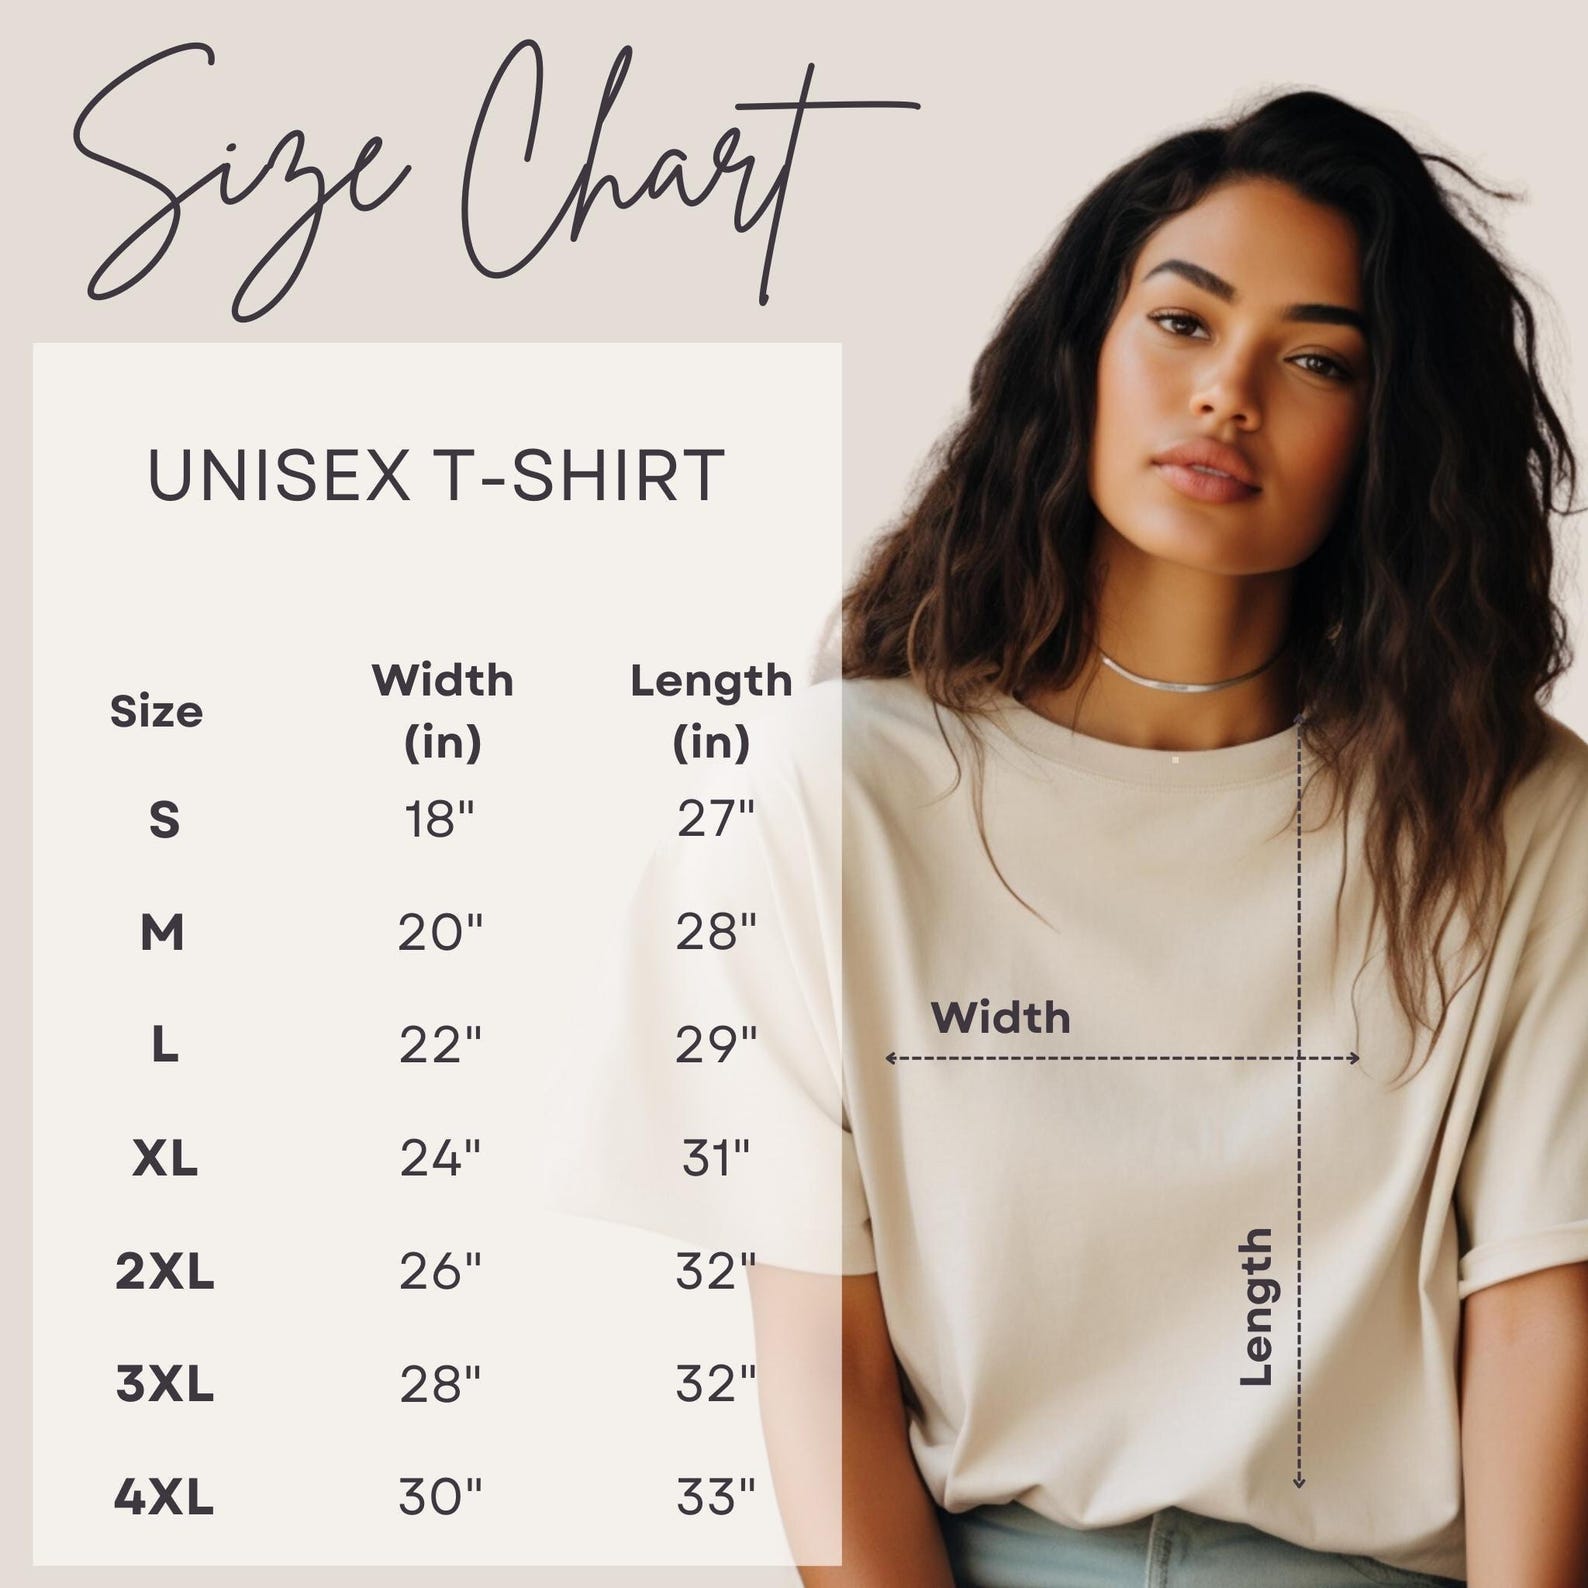 Size Chart
UNISEX T-SHIRT
Size Width (in) Length (in)
S 18" 27"
M 20" 28"
L 22" 29"
XL 24" 31"
2XL 26" 32"
3XL 28" 32"
4XL 30" 33"
Width
Length